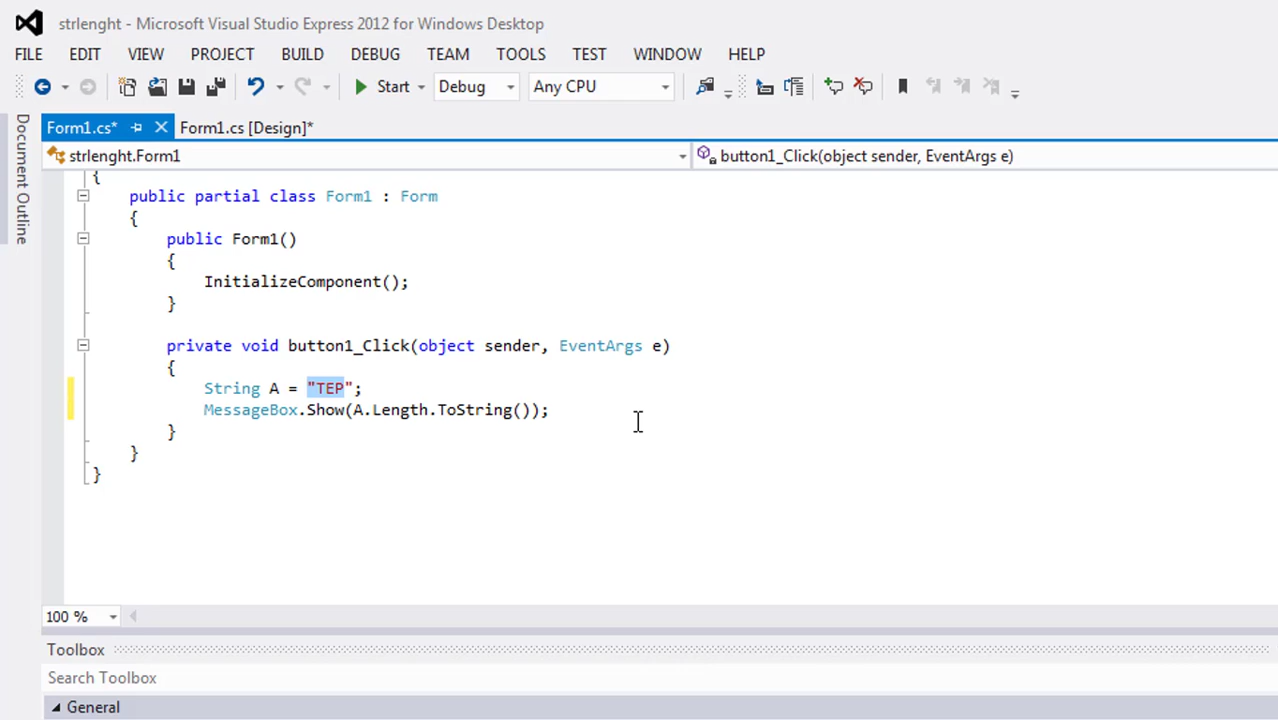 strlenght - Microsoft Visual Studio Express 2012 for Windows Desktop
FILE EDIT VIEW PROJECT BUILD DEBUG TEAM TOOLS TEST WINDOW HELP
Start Debug Any CPU
Form1.cs* Form1.cs [Design]*
Document Outline
strlenght.Form1 button1_Click(object sender, EventArgs e)
{
public partial class Form1 : Form
{
public Form1()
{
InitializeComponent();
}
private void button1_Click(object sender, EventArgs e)
{
String A = "TEP";
MessageBox.Show(A.Length.ToString());
}
}
}
100 %
Toolbox
Search Toolbox
General